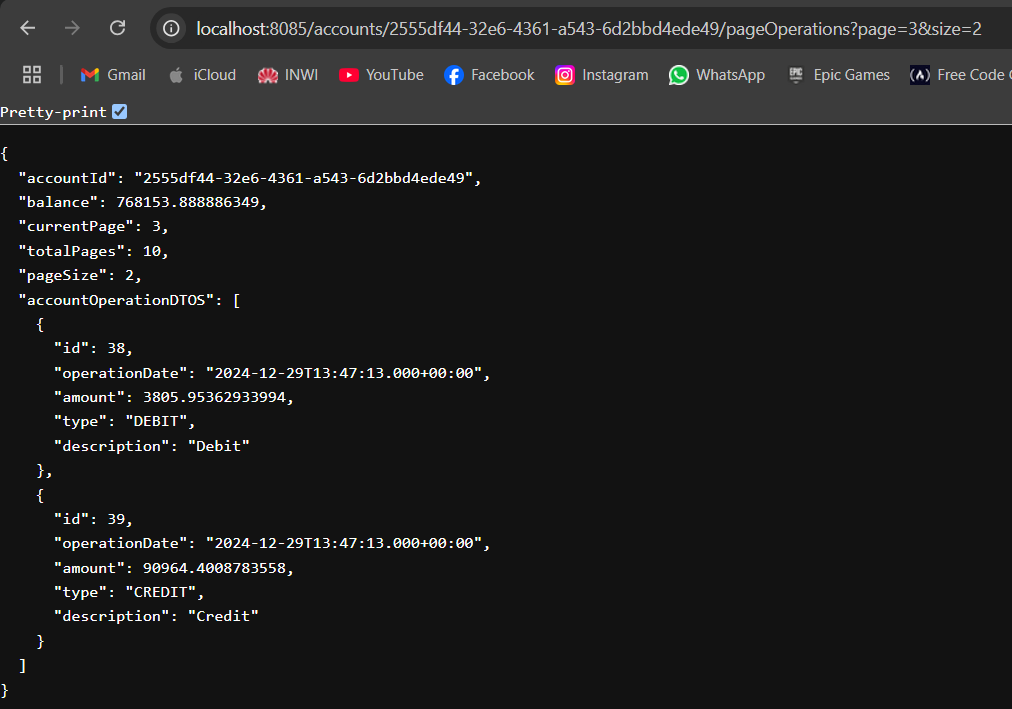 localhost:8085/accounts/2555df44-32e6-4361-a543-6d2bbd4ede49/pageOperations?page=3&size=2
Gmail iCloud INWI YouTube Facebook Instagram WhatsApp Epic Games Free Code
Pretty-print
{
  "accountId": "2555df44-32e6-4361-a543-6d2bbd4ede49",
  "balance": 768153.888886349,
  "currentPage": 3,
  "totalPages": 10,
  "pageSize": 2,
  "accountOperationDTOS": [
    {
      "id": 38,
      "operationDate": "2024-12-29T13:47:13.000+00:00",
      "amount": 3805.95362933994,
      "type": "DEBIT",
      "description": "Debit"
    },
    {
      "id": 39,
      "operationDate": "2024-12-29T13:47:13.000+00:00",
      "amount": 90964.4008783558,
      "type": "CREDIT",
      "description": "Credit"
    }
  ]
}